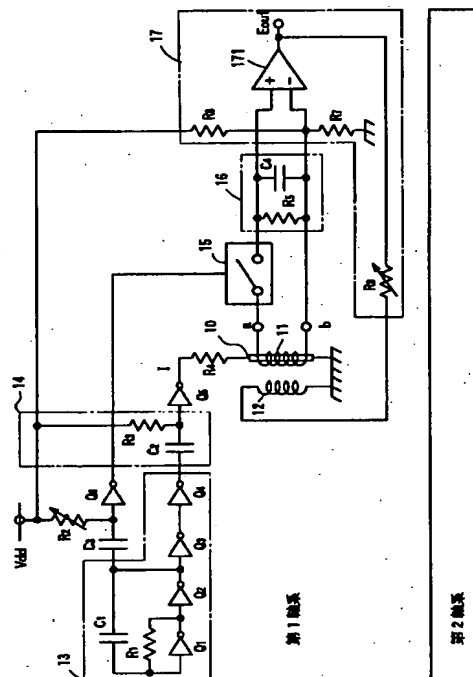 17
Eout
171
+
-
R6
R7
16
C4
R5
15
R8
a
b
10
11
12
14
I
R4
Q5
R3
C2
Vdd
R2
Q6
C3
Q4
Q3
C1
Q2
R1
Q1
13
第1軸系
第2軸系